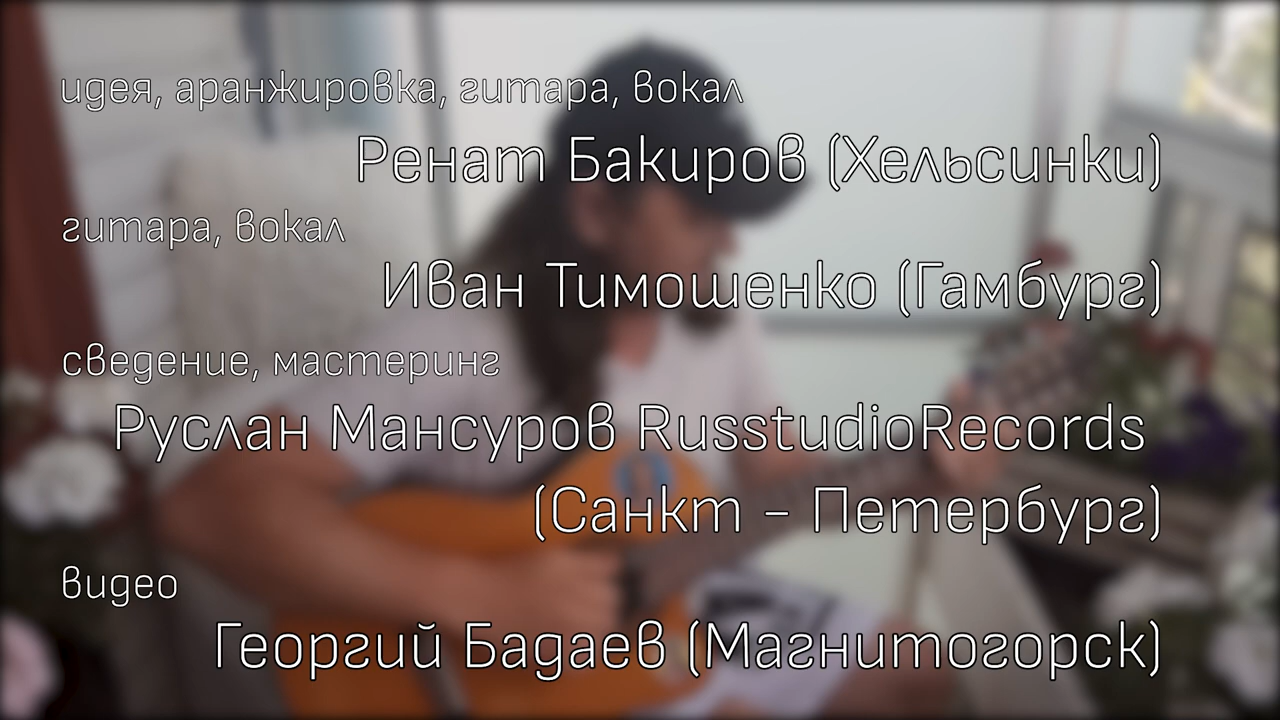 идея, аранжировка, гитара, вокал
Ренат Бакиров (Хельсинки)
гитара, вокал
Иван Тимошенко (Гамбург)
сведение, мастеринг
Руслан Мансуров RusstudioRecords
(Санкт - Петербург)
видео
Георгий Бадаев (Магнитогорск)